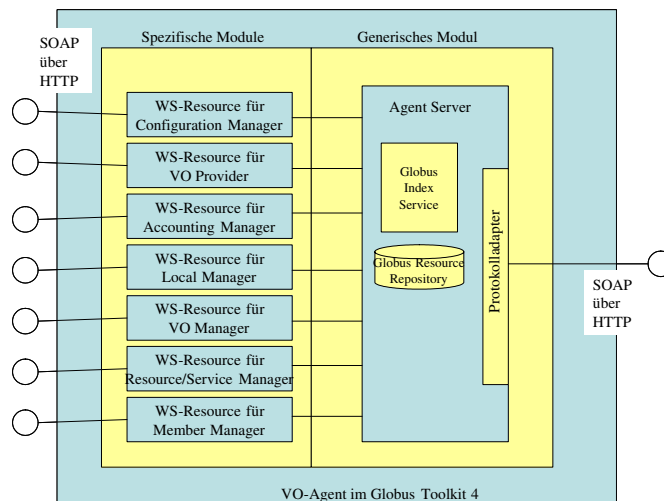 SOAP
über
HTTP
Spezifische Module
Generisches Modul
WS-Resource für
Configuration Manager
WS-Resource für
VO Provider
WS-Resource für
Accounting Manager
WS-Resource für
Local Manager
WS-Resource für
VO Manager
WS-Resource für
Resource/Service Manager
WS-Resource für
Member Manager
Agent Server
Globus
Index
Service
Globus Resource
Repository
Protokolladapter
SOAP
über
HTTP
VO-Agent im Globus Toolkit 4